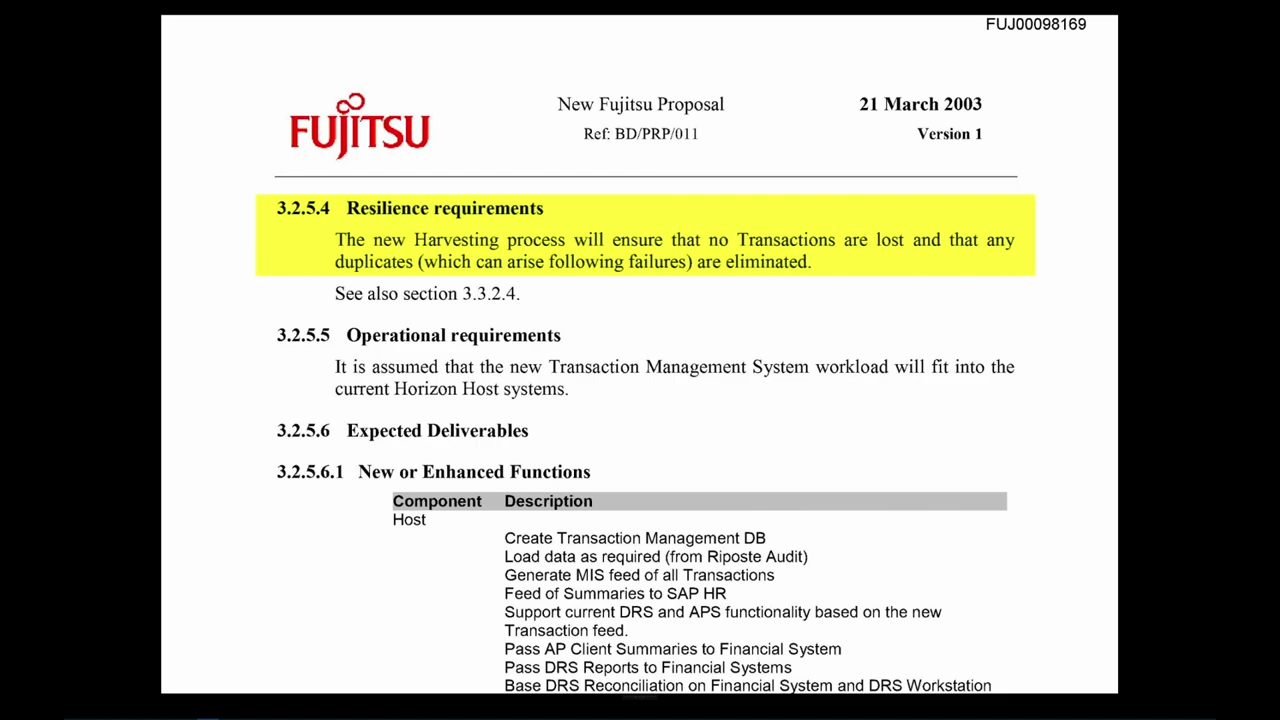 FUJ00098169
FUJITSU
New Fujitsu Proposal
21 March 2003
Ref: BD/PRP/011
Version 1
3.2.5.4 Resilience requirements
The new Harvesting process will ensure that no Transactions are lost and that any
duplicates (which can arise following failures) are eliminated.
See also section 3.3.2.4.
3.2.5.5 Operational requirements
It is assumed that the new Transaction Management System workload will fit into the
current Horizon Host systems.
3.2.5.6 Expected Deliverables
3.2.5.6.1 New or Enhanced Functions
Component Description
Host
Create Transaction Management DB
Load data as required (from Riposte Audit)
Generate MIS feed of all Transactions
Feed of Summaries to SAP HR
Support current DRS and APS functionality based on the new
Transaction feed.
Pass AP Client Summaries to Financial System
Pass DRS Reports to Financial Systems
Base DRS Reconciliation on Financial System and DRS Workstation